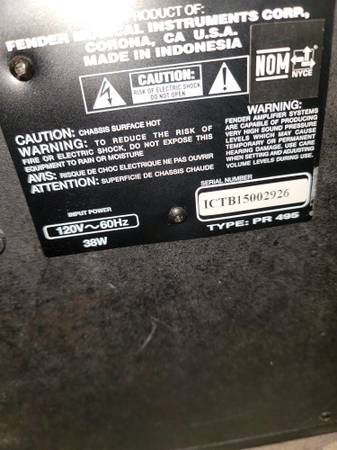 PRODUCT OF:
FENDER MUSICAL INSTRUMENTS CORP.
CORONA, CA U.S.A.
MADE IN INDONESIA
NOM
NYCE
CAUTION:
RISK OF ELECTRIC SHOCK
DO NOT OPEN
CAUTION: CHASSIS SURFACE HOT
WARNING: TO REDUCE THE RISK OF
FIRE OR ELECTRIC SHOCK, DO NOT EXPOSE THIS
EQUIPMENT TO RAIN OR MOISTURE
AVIS: RISQUE DE CHOC ELECTRIQUE NE PAS OUVRIR
ATTENTION: SUPERFICIE DE CHASSIS CHAUDE
WARNING:
FENDER AMPLIFIER SYSTEMS
ARE CAPABLE OF PRODUCING
VERY HIGH SOUND PRESSURE
LEVELS WHICH MAY CAUSE
TEMPORARY OR PERMANENT
HEARING DAMAGE. USE CARE
WHEN SETTING AND ADJUSTING
VOLUME LEVELS DURING USE.
INPUT POWER
120V~60Hz
38W
SERIAL NUMBER
ICTB15002926
TYPE: PR 495